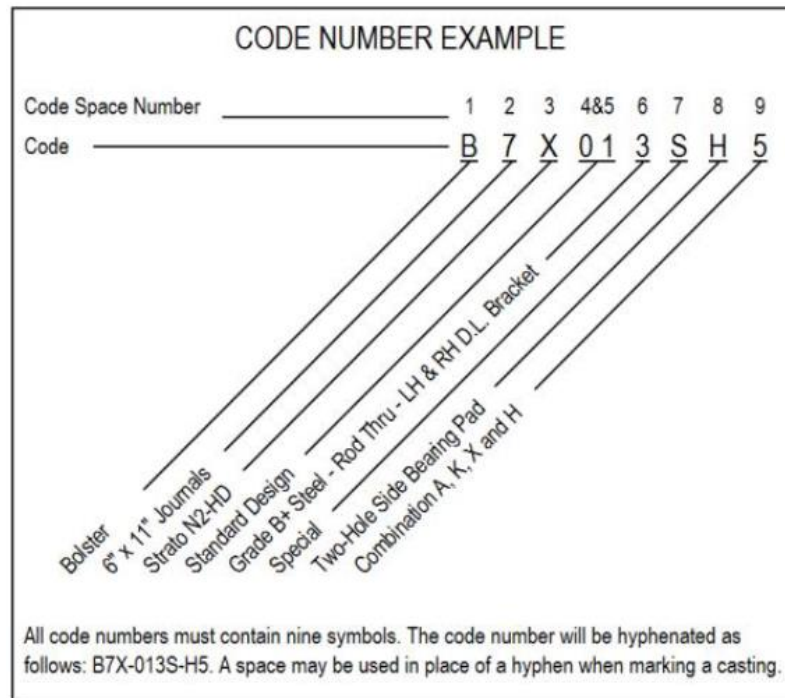 CODE NUMBER EXAMPLE
Code Space Number 1 2 3 4&5 6 7 8 9
Code B 7 X 0 1 3 S H 5
Bolster
6" x 11" Journals
Strato N2-HD
Standard Design
Grade B+ Steel - Rod Thru - LH & RH D.L. Bracket
Special
Two-Hole Side Bearing Pad
Combination A, K, X and H
All code numbers must contain nine symbols. The code number will be hyphenated as
follows: B7X-013S-H5. A space may be used in place of a hyphen when marking a casting.